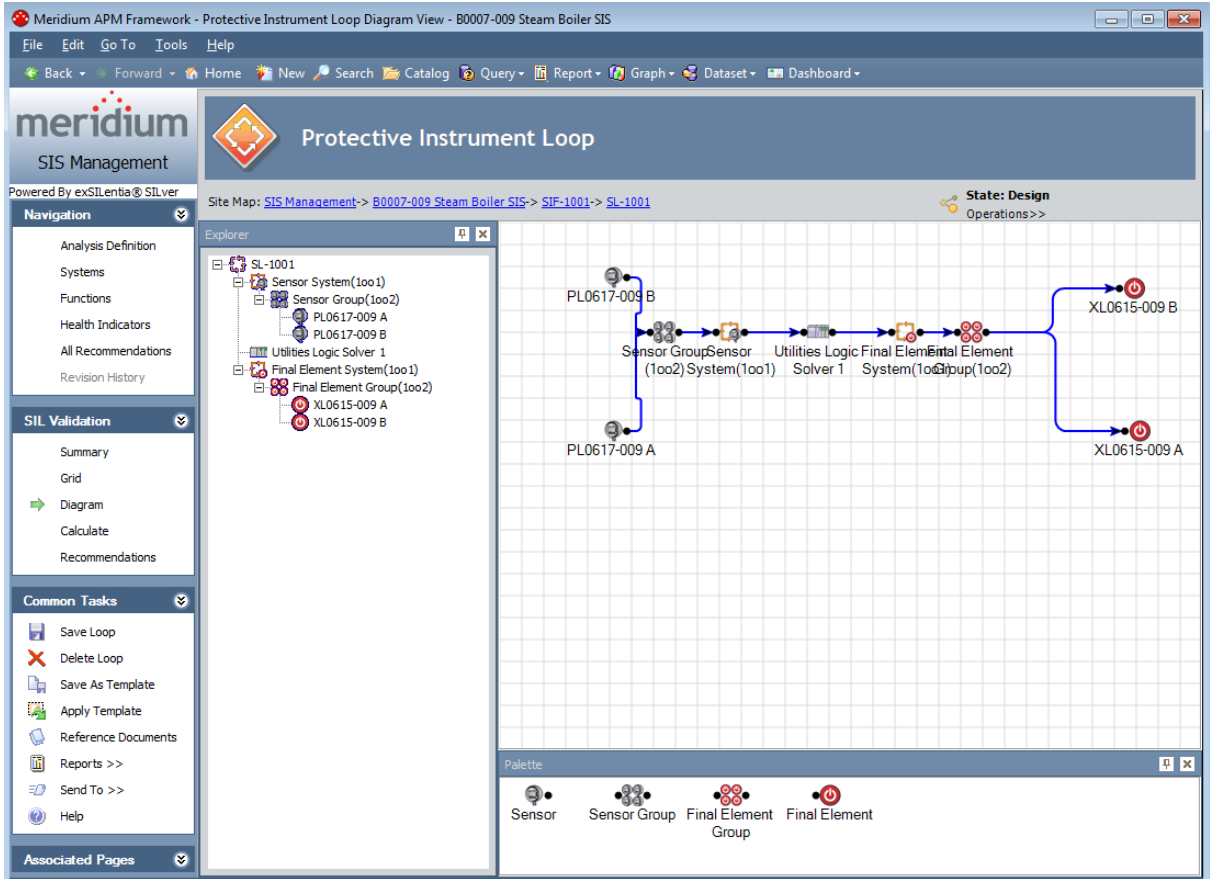 Meridium APM Framework - Protective Instrument Loop Diagram View - B0007-009 Steam Boiler SIS
File Edit Go To Tools Help
Back Forward Home New Search Catalog Query Report Graph Dataset Dashboard
meridium
SIS Management
Powered By exSILentia® SILver
Protective Instrument Loop
Site Map: SIS Management-> B0007-009 Steam Boiler SIS-> SIF-1001-> SL-1001
State: Design
Operations>>
Navigation
Analysis Definition
Systems
Functions
Health Indicators
All Recommendations
Revision History
SIL Validation
Summary
Grid
Diagram
Calculate
Recommendations
Common Tasks
Save Loop
Delete Loop
Save As Template
Apply Template
Reference Documents
Reports >>
Send To >>
Help
Associated Pages
Explorer
SL-1001
Sensor System(1oo1)
Sensor Group(1oo2)
PL0617-009 A
PL0617-009 B
Utilities Logic Solver 1
Final Element System(1oo1)
Final Element Group(1oo2)
XL0615-009 A
XL0615-009 B
PL0617-009 B
XL0615-009 B
Sensor Group
(1oo2)
Sensor
System(1oo1)
Utilities Logic
Solver 1
Final Element
System(1oo1)
Final Element
Group(1oo2)
PL0617-009 A
XL0615-009 A
Palette
Sensor
Sensor Group
Final Element
Group
Final Element